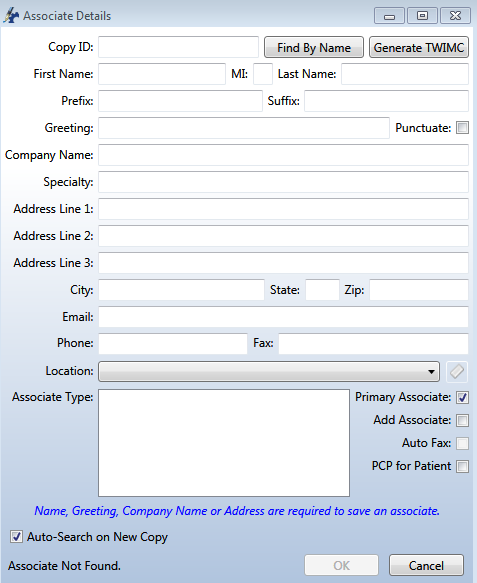 Associate Details
Copy ID: Find By Name Generate TWIMC
First Name: MI: Last Name:
Prefix: Suffix:
Greeting: Punctuate:
Company Name:
Specialty:
Address Line 1:
Address Line 2:
Address Line 3:
City: State: Zip:
Email:
Phone: Fax:
Location:
Associate Type: Primary Associate:
Add Associate:
Auto Fax:
PCP for Patient
Name, Greeting, Company Name or Address are required to save an associate.
Auto-Search on New Copy
Associate Not Found. OK Cancel